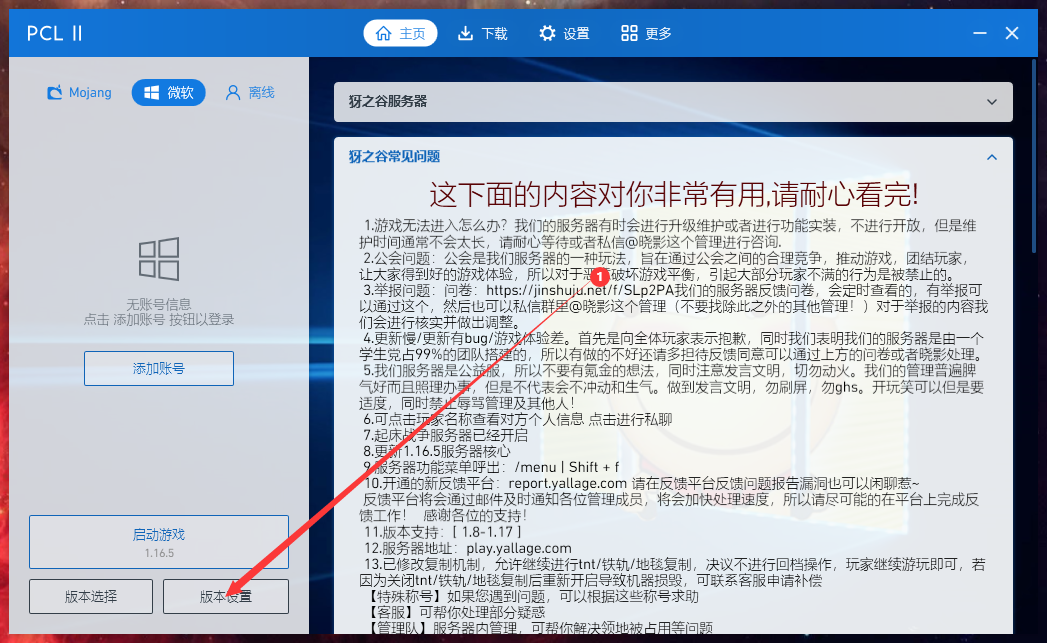 PCL II
主页
下载
设置
更多
Mojang
微软
离线
无账号信息
点击 添加账号 按钮以登录
添加账号
启动游戏
1.16.5
版本选择
版本设置
犽之谷服务器
犽之谷常见问题
这下面的内容对你非常有用,请耐心看完!
1.游戏无法进入怎么办？我们的服务器有时会进行升级维护或者进行功能实装，不进行开放，但是维
护时间通常不会太长，请耐心等待或者私信@晓影这个管理进行咨询.
2.公会问题：公会是我们服务器的一种玩法，旨在通过公会之间的合理竞争，推动游戏，团结玩家，
让大家得到好的游戏体验，所以对于恶 破坏游戏平衡，引起大部分玩家不满的行为是被禁止的。
1
3.举报问题：问卷：https://jinshuju.net/f/SLp2PA我们的服务器反馈问卷，会定时查看的，有举报可
以通过这个，然后也可以私信群里@晓影这个管理（不要找除此之外的其他管理！）对于举报的内容我
们会进行核实并做出调整。
4.更新慢/更新有bug/游戏体验差。首先是向全体玩家表示抱歉，同时我们表明我们的服务器是由一个
学生党占99%的团队搭建的，所以有做的不好还请多担待反馈同意可以通过上方的问卷或者晓影处理。
5.我们服务器是公益服，所以不要有氪金的想法，同时注意发言文明，切勿动火。我们的管理普遍脾
气好而且照理办事，但是不代表会不冲动和生气。做到发言文明，勿刷屏，勿ghs。开玩笑可以但是要
适度，同时禁止辱骂管理及其他人！
6.可点击玩家名称查看对方个人信息 点击进行私聊
7.起床战争服务器已经开启
8.更新1.16.5服务器核心
9.服务器功能菜单呼出：/menu | Shift + f
10.开通的新反馈平台：report.yallage.com 请在反馈平台反馈问题报告漏洞也可以闲聊惹~
反馈平台将会通过邮件及时通知各位管理成员，将会加快处理速度，所以请尽可能的在平台上完成反
馈工作！ 感谢各位的支持！
11.版本支持：[ 1.8-1.17 ]
12.服务器地址：play.yallage.com
13.已修改复制机制，允许继续进行tnt/铁轨/地毯复制，决议不进行回档操作，玩家继续游玩即可，若
因为关闭tnt/铁轨/地毯复制后重新开启导致机器损毁，可联系客服申请补偿
【特殊称号】如果您遇到问题，可以根据这些称号求助
【客服】可帮你处理部分疑惑
【管理队】服务器内管理，可帮你解决领地被占用等问题